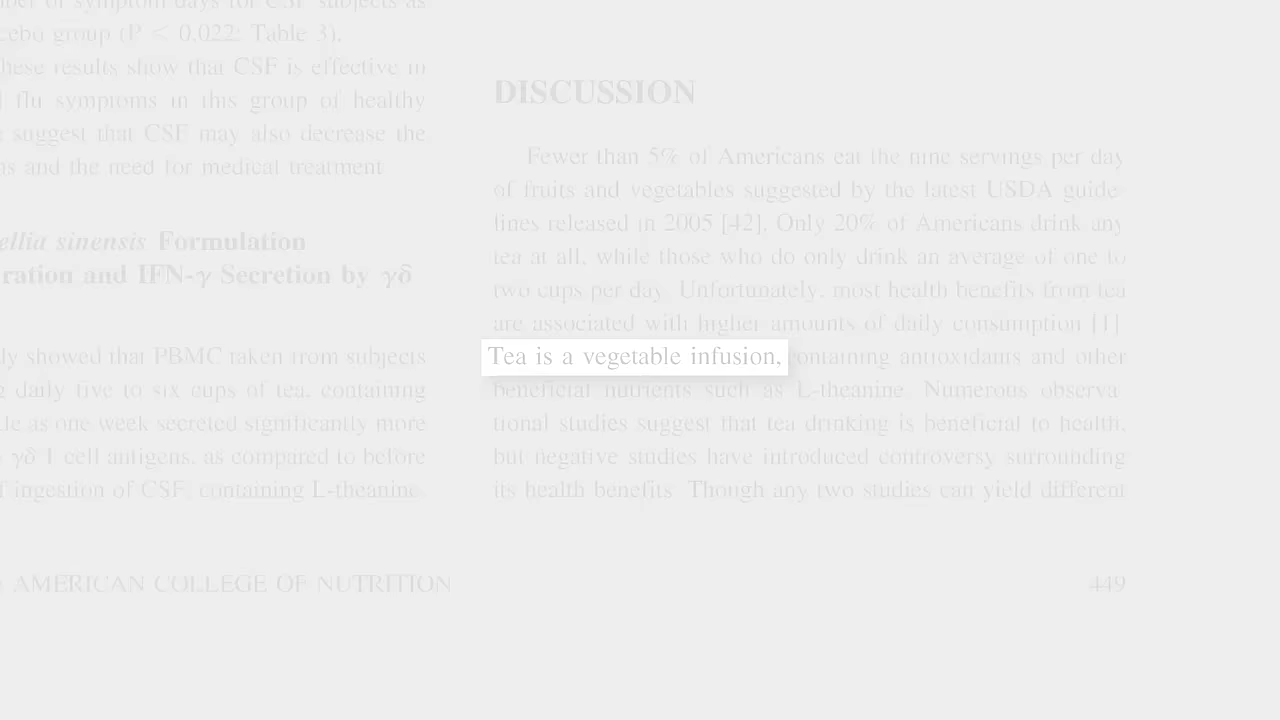 of symptom days for CSF subjects as
group (P < 0.022; Table 3).
these results show that CSF is effective in
flu symptoms in this group of healthy
suggest that CSF may also decrease the
and the need for medical treatment
sinensis Formulation
and IFN-γ Secretion by γδ
showed that PBMC taken from subjects
daily five to six cups of tea, containing
as one week secreted significantly more
γδ T cell antigens, as compared to before
ingestion of CSF, containing L-theanine,
AMERICAN COLLEGE OF NUTRITION
DISCUSSION
Fewer than 5% of Americans eat the nine servings per day
of fruits and vegetables suggested by the latest USDA guide-
lines released in 2005 [42]. Only 20% of Americans drink any
tea at all, while those who do only drink an average of one to
two cups per day. Unfortunately, most health benefits from tea
are associated with higher amounts of daily consumption [1].
Tea is a vegetable infusion, containing antioxidants and other
beneficial nutrients such as L-theanine. Numerous observa-
tional studies suggest that tea drinking is beneficial to health,
but negative studies have introduced controversy surrounding
its health benefits. Though any two studies can yield different
449